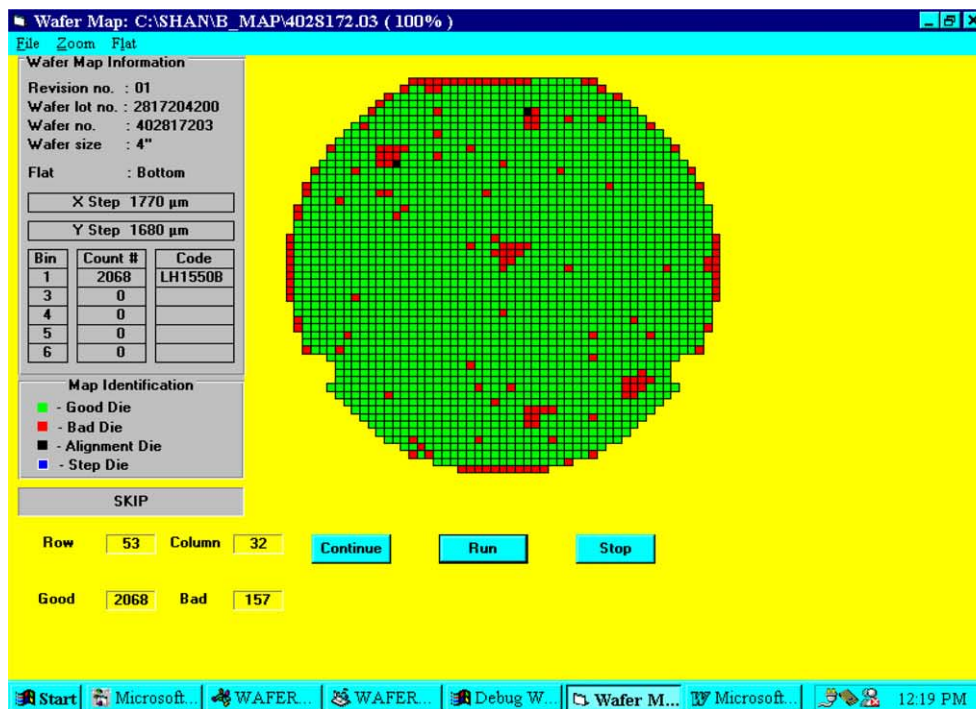 Wafer Map: C:\SHAN\B_MAP\4028172.03 ( 100% )
File Zoom Flat
Wafer Map Information
Revision no. : 01
Wafer lot no. : 2817204200
Wafer no. : 402817203
Wafer size : 4"
Flat : Bottom
X Step 1770 µm
Y Step 1680 µm
Bin Count # Code
1 2068 LH1550B
3 0
4 0
5 0
6 0
Map Identification
- Good Die
- Bad Die
- Alignment Die
- Step Die
SKIP
Row 53 Column 32 Continue Run Stop
Good 2068 Bad 157
Start Microsoft... WAFER... WAFER... Debug W... Wafer M... Microsoft... 12:19 PM